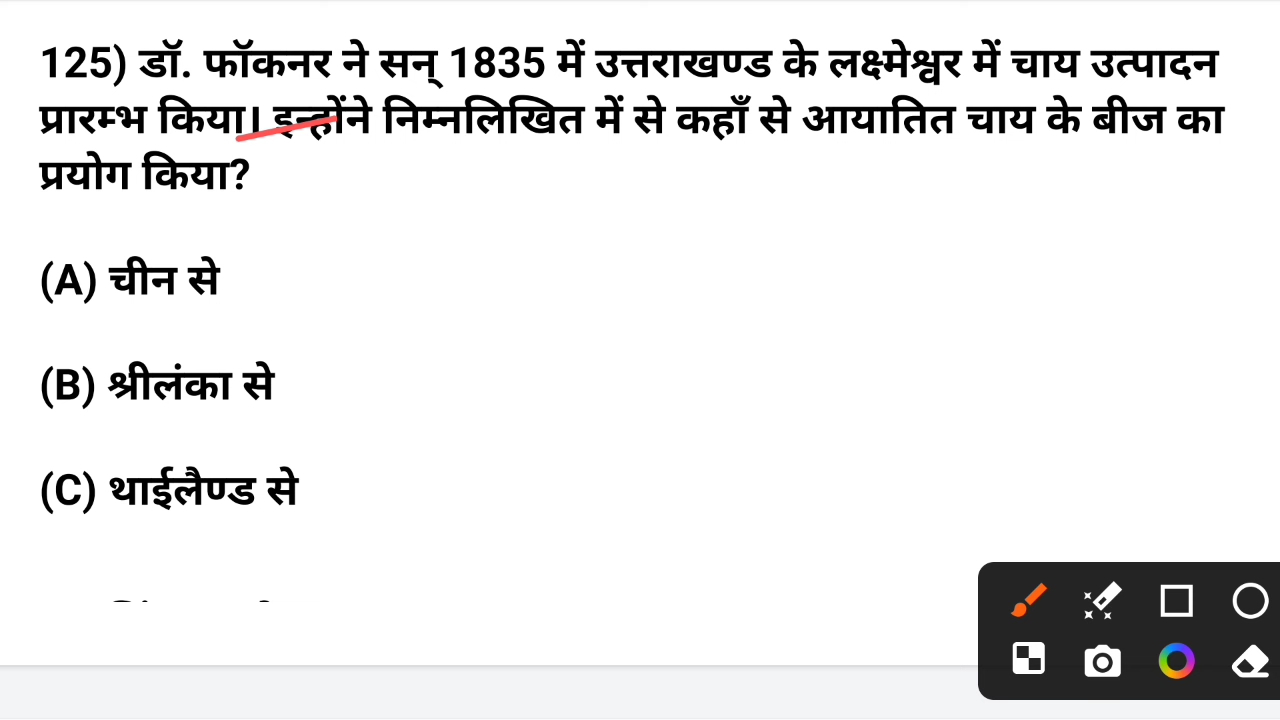 125) डॉ. फॉकनर ने सन् 1835 में उत्तराखण्ड के लक्ष्मेश्वर में चाय उत्पादन
प्रारम्भ किया। इन्होंने निम्नलिखित में से कहाँ से आयातित चाय के बीज का
प्रयोग किया?
(A) चीन से
(B) श्रीलंका से
(C) थाईलैण्ड से